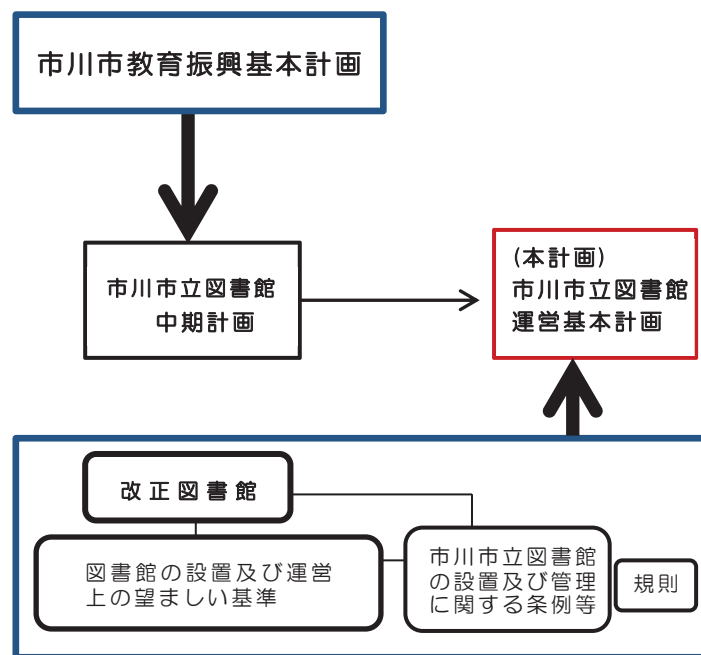 市川市教育振興基本計画
市川市立図書館
中期計画
(本計画)
市川市立図書館
運営基本計画
改正図書館
図書館の設置及び運営
上の望ましい基準
市川市立図書館
の設置及び管理
に関する条例等
規則